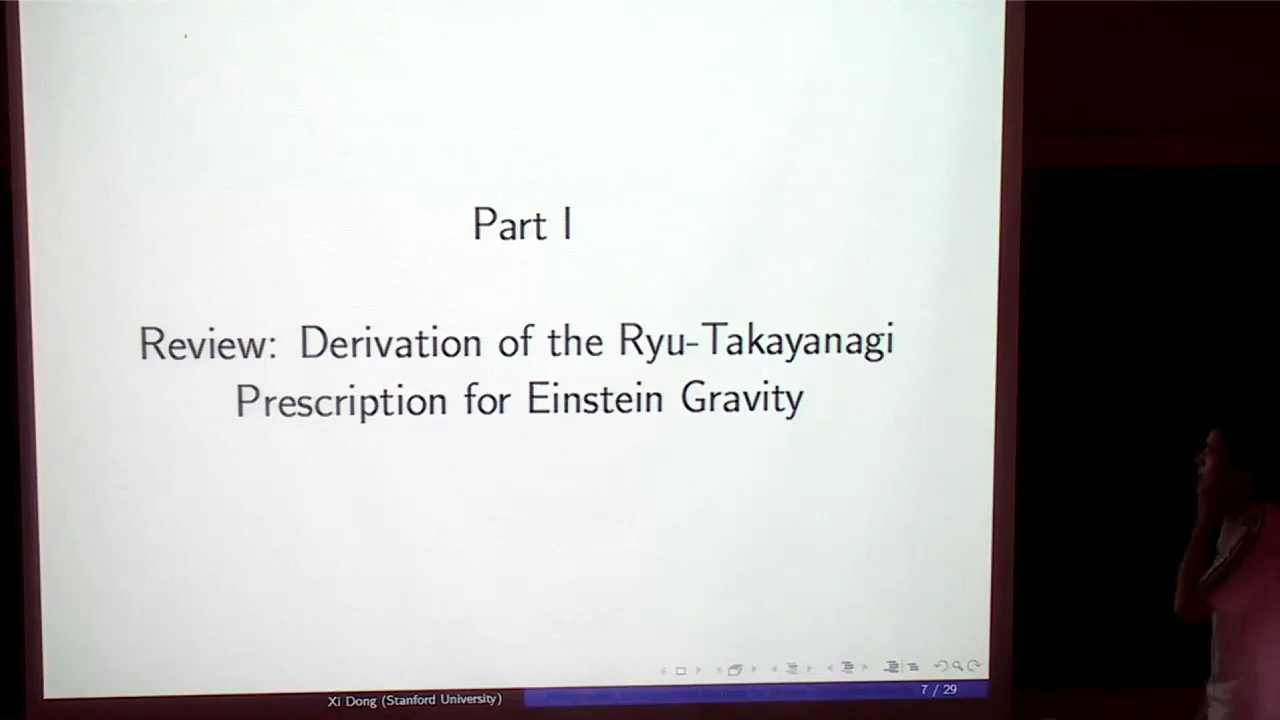 Part I
Review: Derivation of the Ryu-Takayanagi
Prescription for Einstein Gravity
Xi Dong (Stanford University)
7 / 29